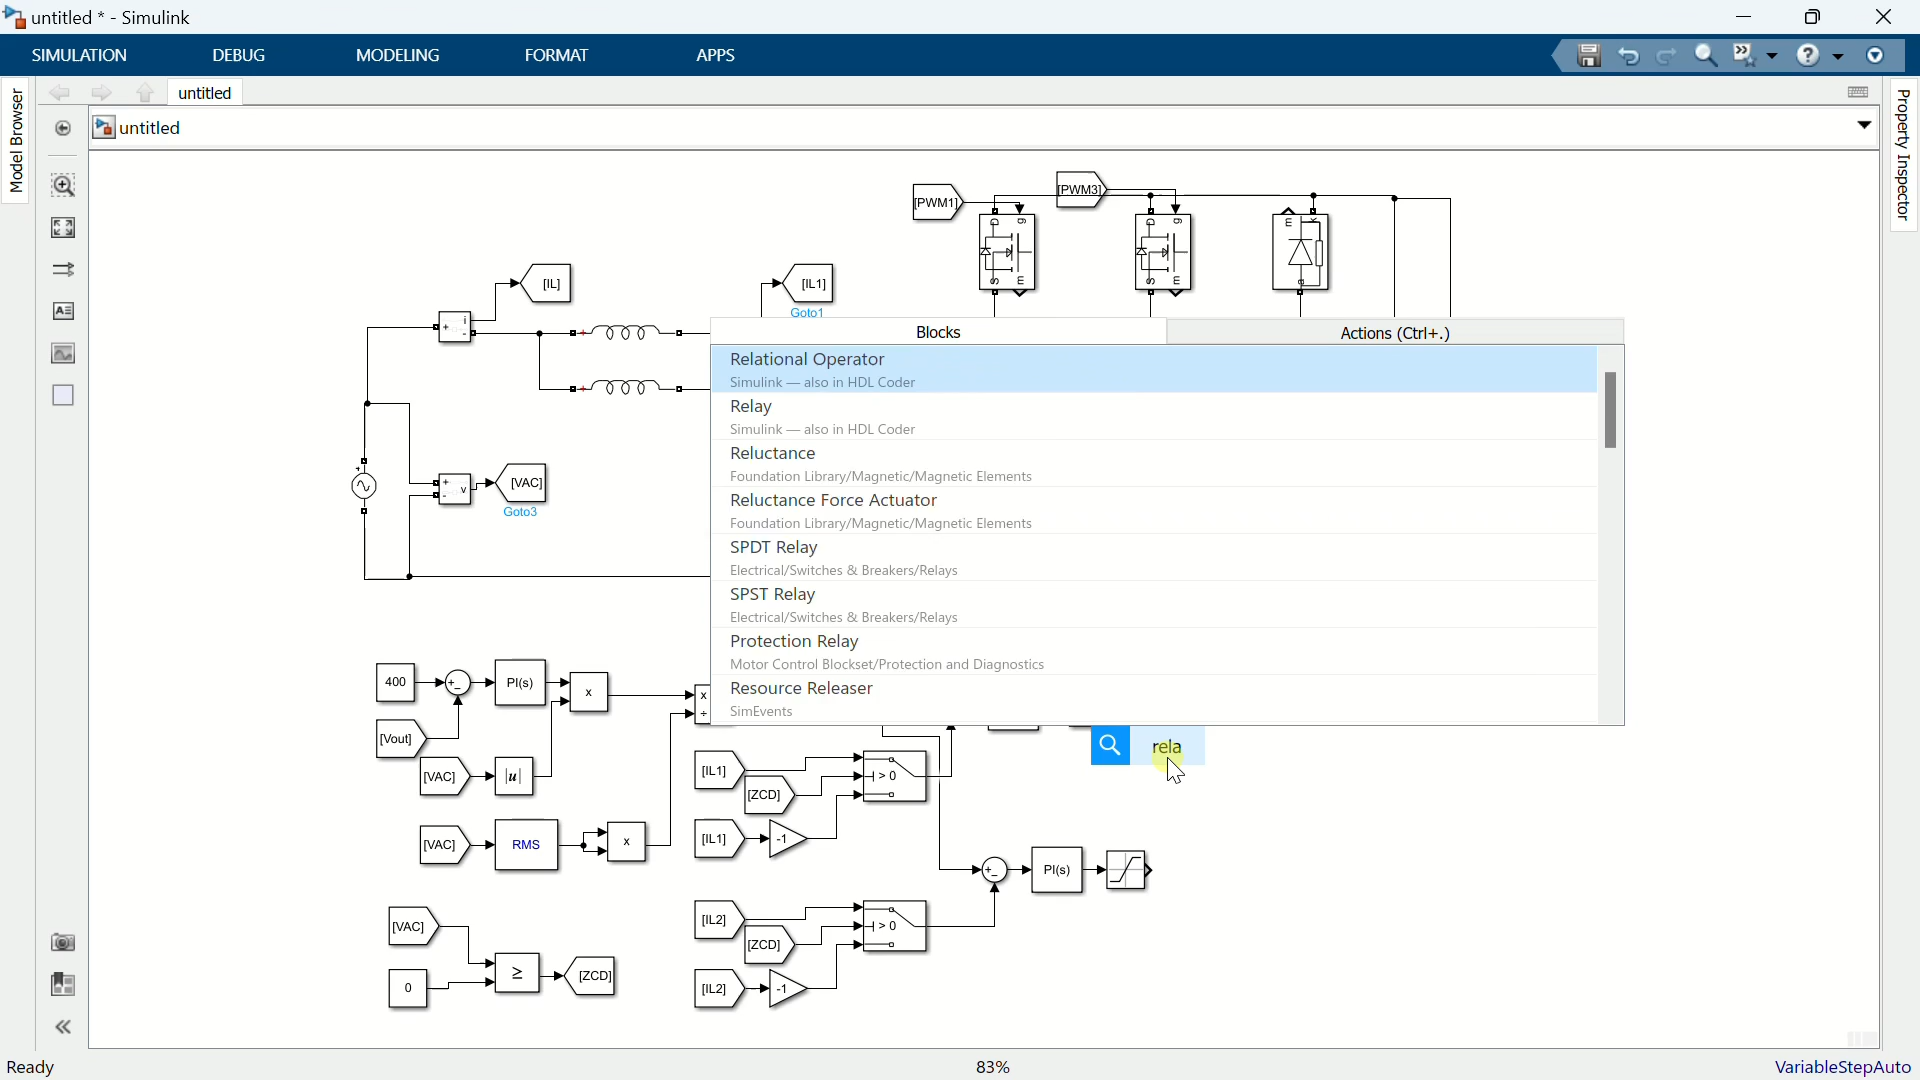 untitled * - Simulink
SIMULATION
DEBUG
MODELING
FORMAT
APPS
Model Browser
untitled
Property Inspector
untitled
[PWM1]
[PWM3]
D
g
S
m
D
g
S
m
m
k
a
[IL]
[IL1]
Goto1
+
i
-
+
+
+
+
v
-
[VAC]
Goto3
Blocks
Actions (Ctrl+.)
Relational Operator
Simulink — also in HDL Coder
Relay
Simulink — also in HDL Coder
Reluctance
Foundation Library/Magnetic/Magnetic Elements
Reluctance Force Actuator
Foundation Library/Magnetic/Magnetic Elements
SPDT Relay
Electrical/Switches & Breakers/Relays
SPST Relay
Electrical/Switches & Breakers/Relays
Protection Relay
Motor Control Blockset/Protection and Diagnostics
Resource Releaser
SimEvents
rela
400
+
-
PI(s)
x
x
÷
[Vout]
[VAC]
|u|
[VAC]
RMS
x
[VAC]
0
≥
[ZCD]
[IL1]
[ZCD]
> 0
[IL1]
-1
+
-
PI(s)
[IL2]
[ZCD]
> 0
[IL2]
-1
Ready
83%
VariableStepAuto